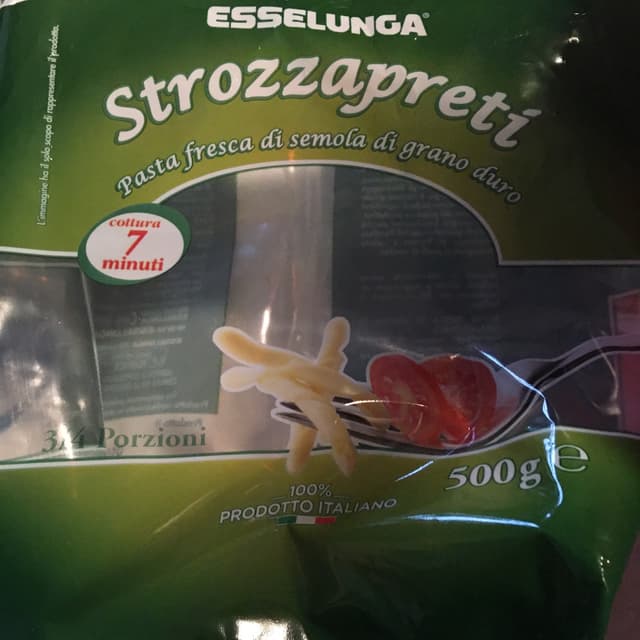 ESSELUNGA®
Strozzapreti
Pasta fresca di semola di grano duro
L'immagine ha il solo scopo di rappresentare il prodotto.
cottura
7
minuti
3/4 Porzioni
500g e
100%
PRODOTTO ITALIANO